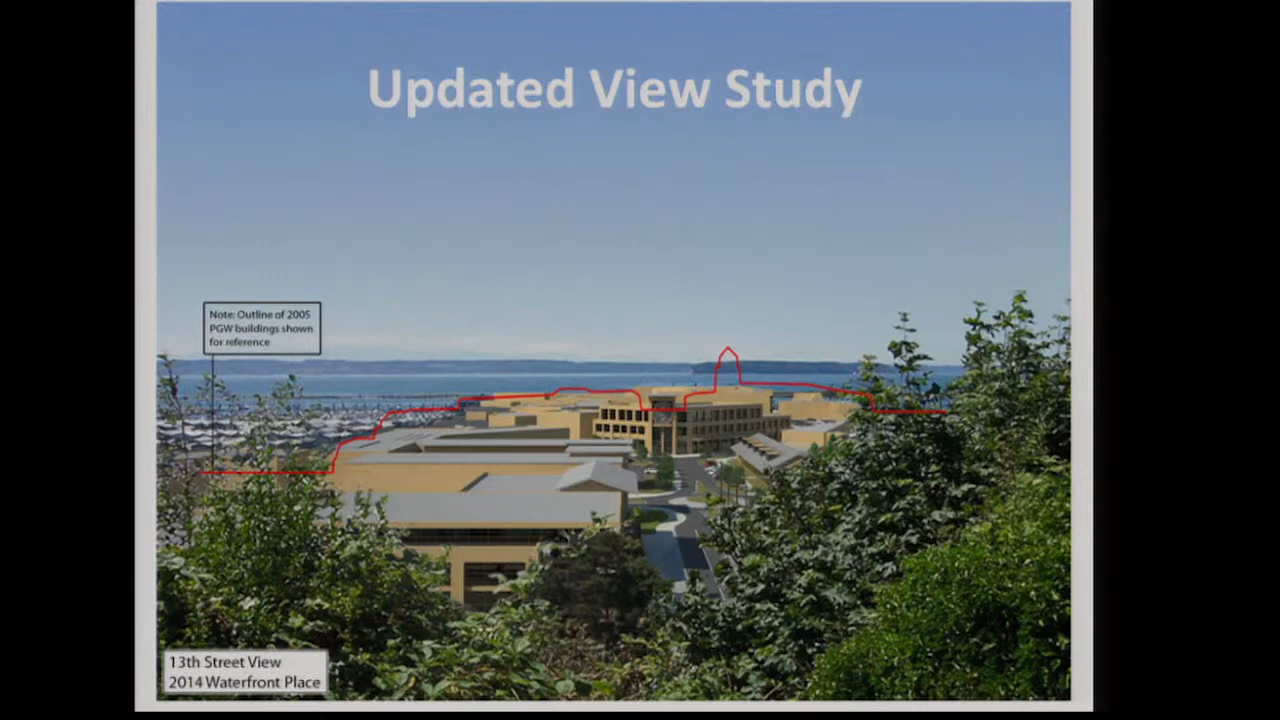 Updated View Study
Note: Outline of 2005
PGW buildings shown
for reference
13th Street View
2014 Waterfront Place